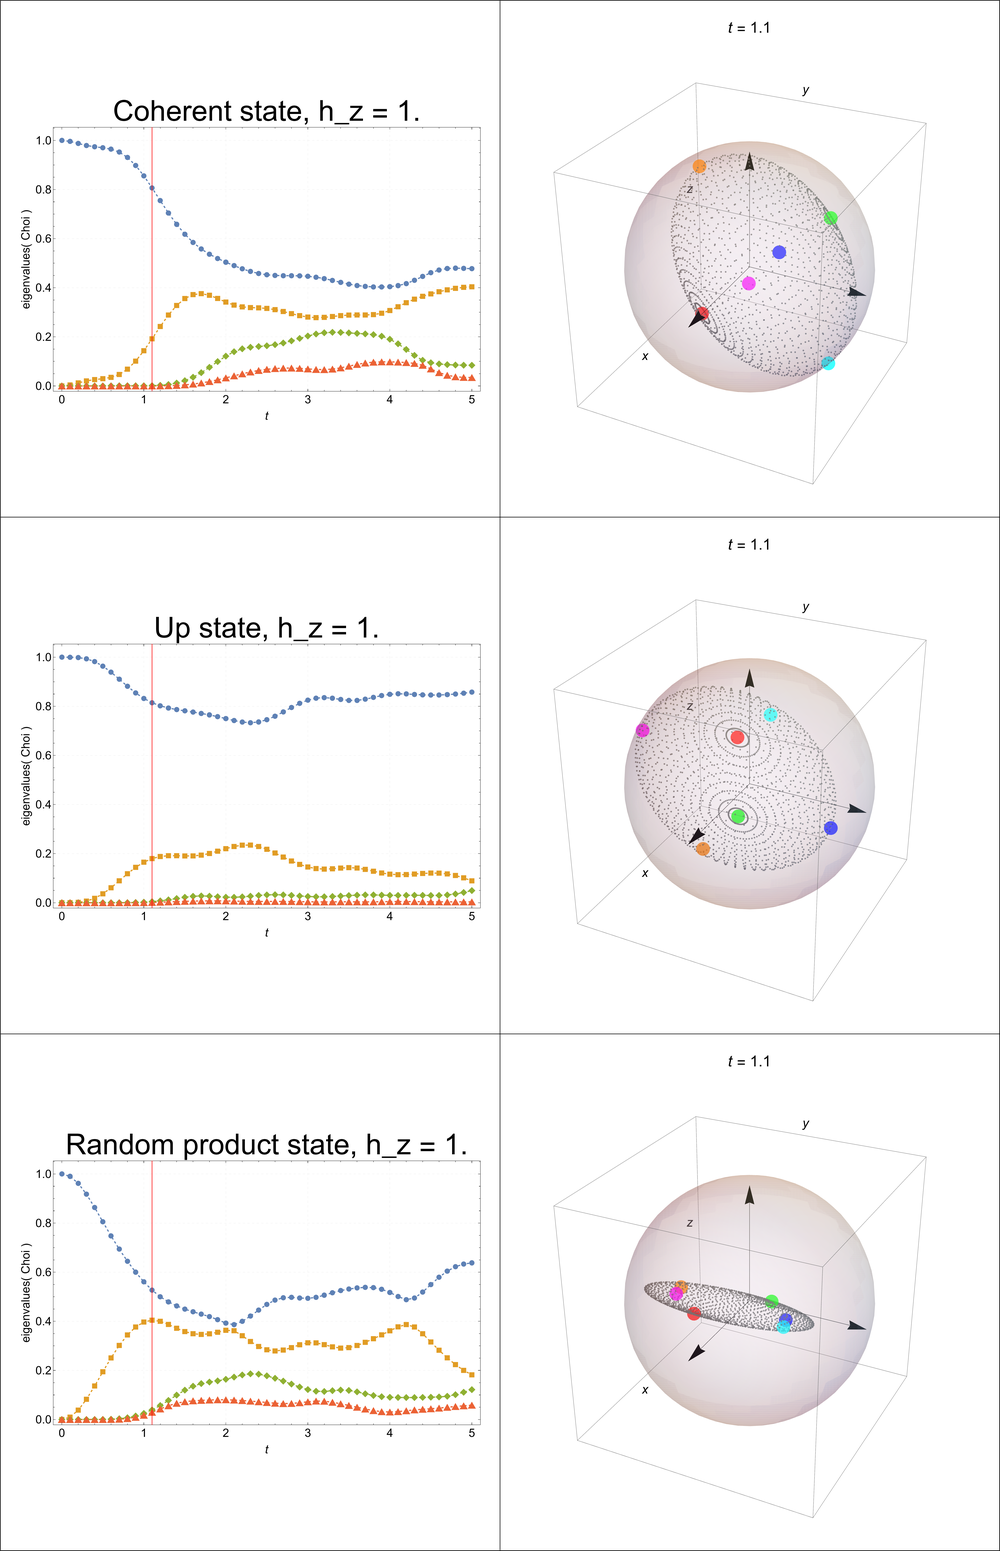 Coherent state, h_z = 1.
1.0
0.8
0.6
0.4
0.2
0.0
eigenvalues( Choi )
0 1 2 3 4 5
t
t = 1.1
y
z
x
Up state, h_z = 1.
1.0
0.8
0.6
0.4
0.2
0.0
eigenvalues( Choi )
0 1 2 3 4 5
t
t = 1.1
y
z
x
Random product state, h_z = 1.
1.0
0.8
0.6
0.4
0.2
0.0
eigenvalues( Choi )
0 1 2 3 4 5
t
t = 1.1
y
z
x